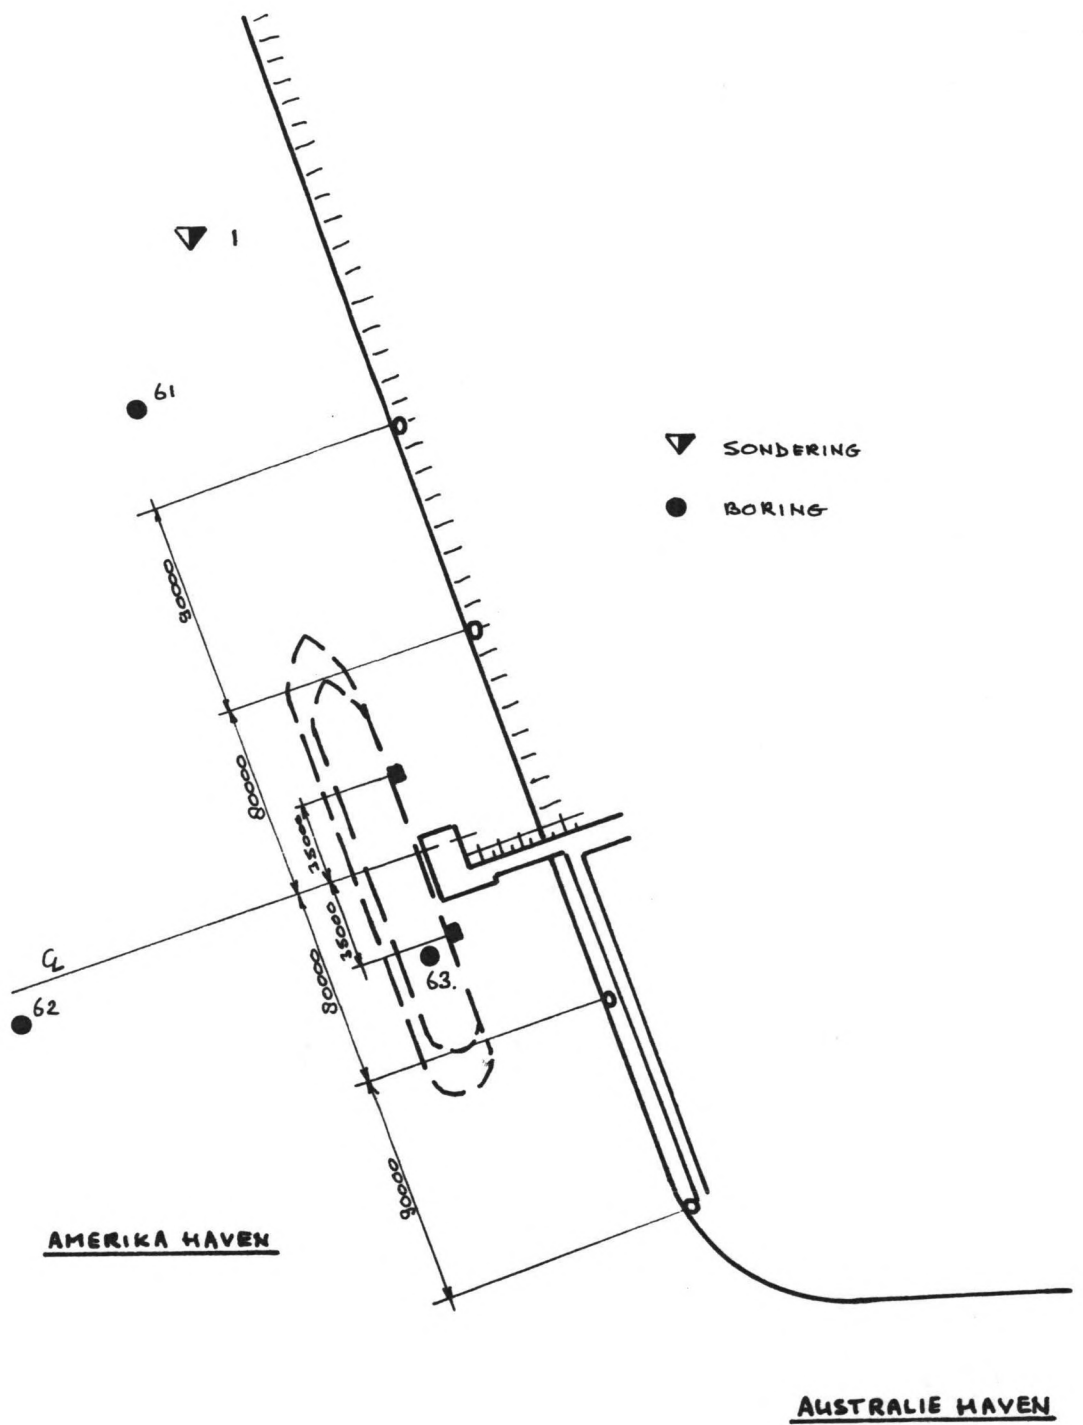 1
61
SONDERING
BORING
90000
80000
35000
35000
℄
62
63.
80000
90000
AMERIKA HAVEN
AUSTRALIE HAVEN